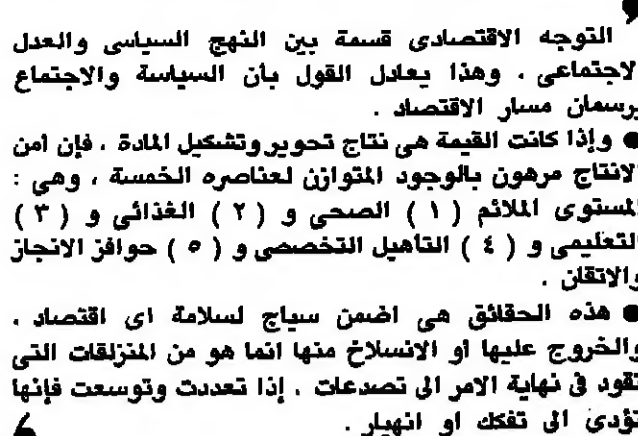 التوجه الاقتصادى قسمة بين النهج السياسى والعدل
الاجتماعى . وهذا يعادل القول بأن السياسة والاجتماع
يرسمان مسار الاقتصاد .
● وإذا كانت القيمة هى نتاج تحوير وتشكيل المادة ، فإن امن
الانتاج مرهون بالوجود المتوازن لعناصره الخمسة ، وهى :
المستوى الملائم ( ١ ) الصحى و ( ٢ ) الغذائى و ( ٣ )
التعليمى و ( ٤ ) التاهيل التخصصى و ( ٥ ) حوافز الانجاز
والاتقان .
● هذه الحقائق هى اضمن سياج لسلامة اى اقتصاد ،
والخروج عليها أو الانسلاخ منها انما هو من المنزلقات التى
تقود فى نهاية الامر الى تصدعات . إذا تعددت وتوسعت فإنها
تؤدى الى تفكك او انهيار .